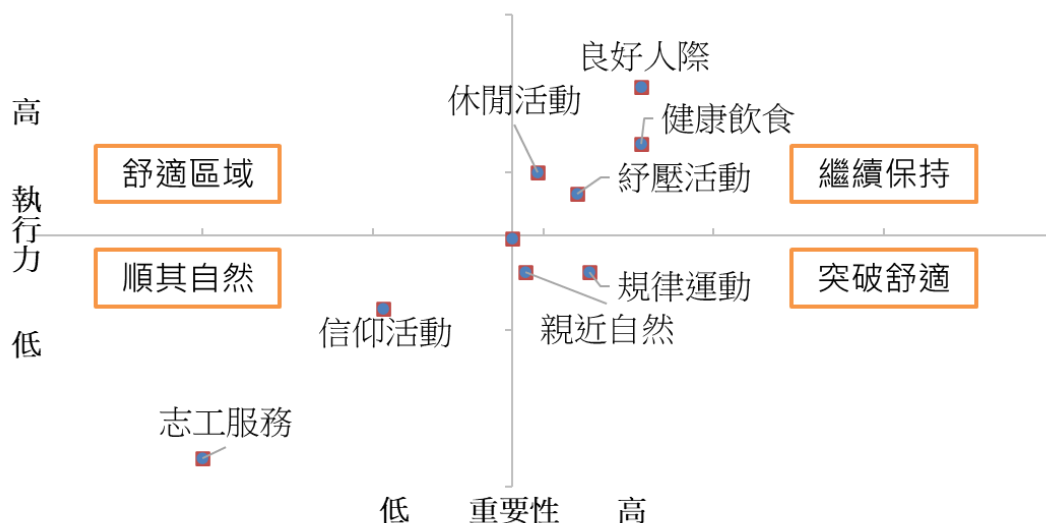 良好人際
休閒活動
高
健康飲食
舒適區域
紓壓活動
繼續保持
執行力
順其自然
規律運動
突破舒適
信仰活動
親近自然
低
志工服務
低 重要性 高